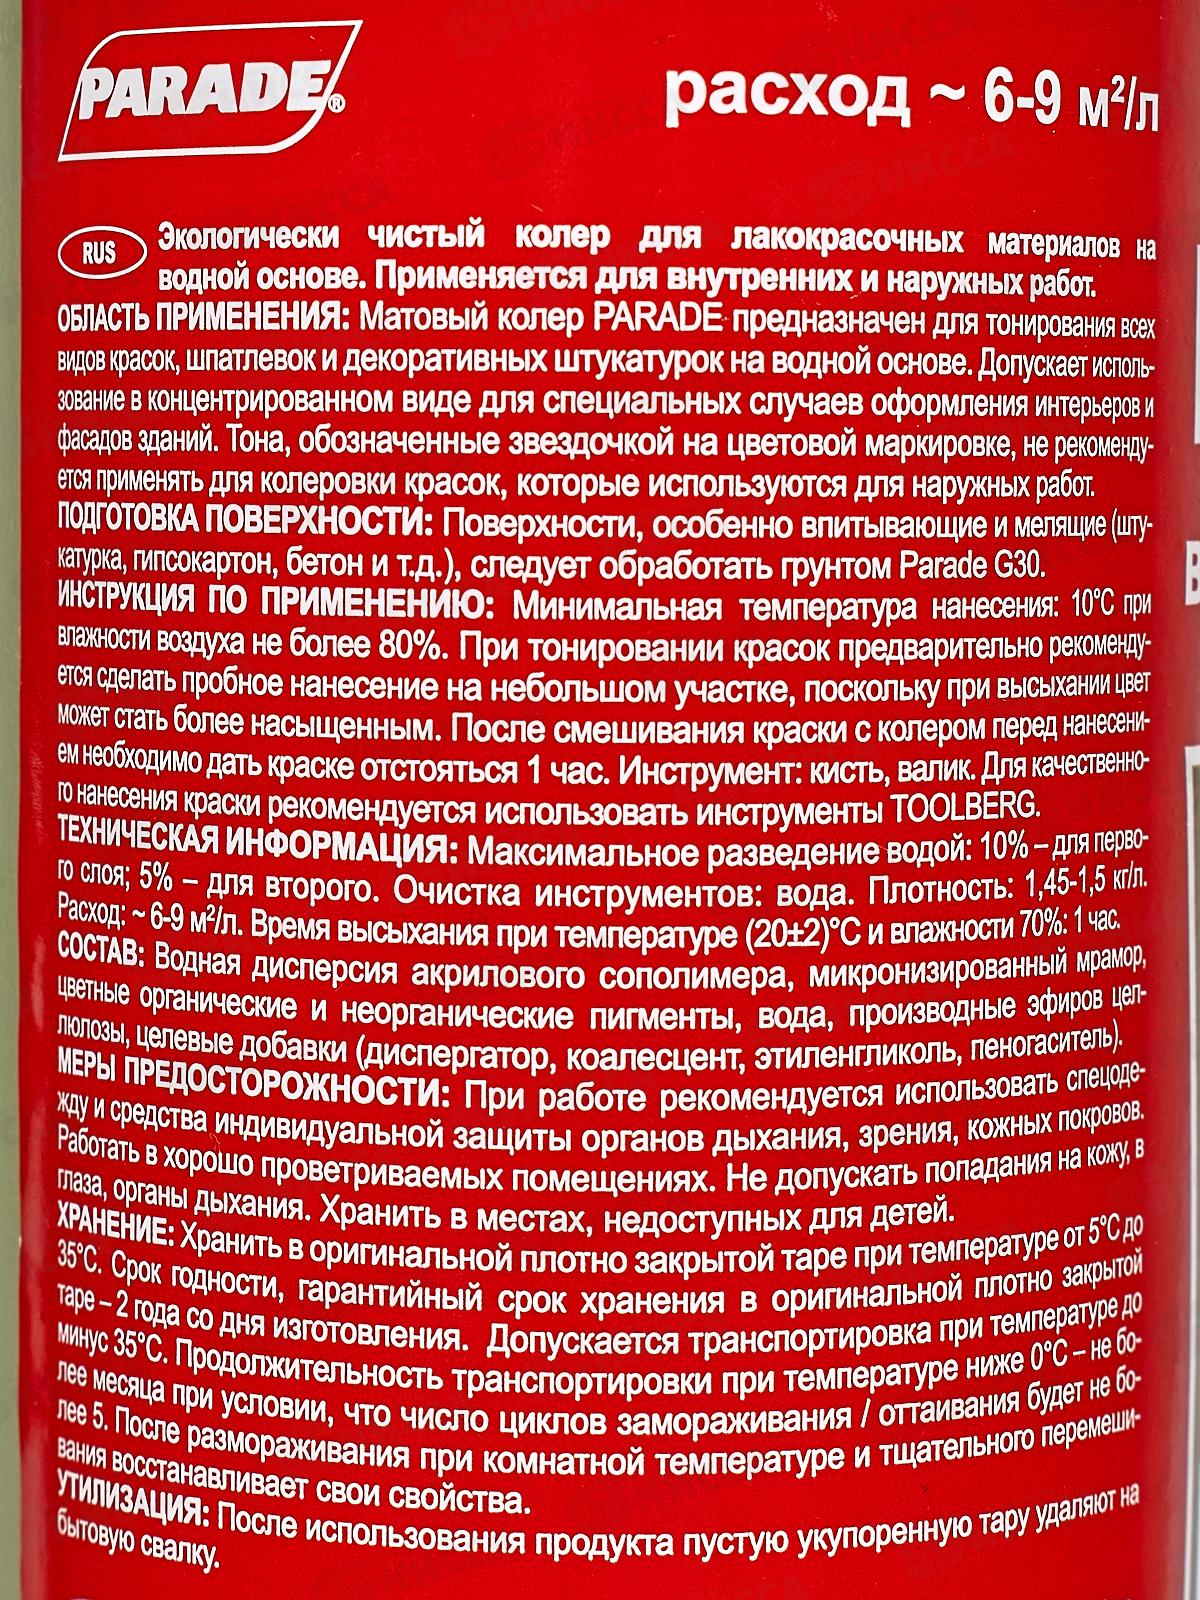 PARADE®
расход ~ 6-9 м²/л
RUS
Экологически чистый колер для лакокрасочных материалов на
водной основе. Применяется для внутренних и наружных работ.
ОБЛАСТЬ ПРИМЕНЕНИЯ: Матовый колер PARADE предназначен для тонирования всех
видов красок, шпатлевок и декоративных штукатурок на водной основе. Допускает исполь-
зование в концентрированном виде для специальных случаев оформления интерьеров и
фасадов зданий. Тона, обозначенные звездочкой на цветовой маркировке, не рекоменду-
ется применять для колеровки красок, которые используются для наружных работ.
ПОДГОТОВКА ПОВЕРХНОСТИ: Поверхности, особенно впитывающие и мелящие (шту-
катурка, гипсокартон, бетон и т.д.), следует обработать грунтом Parade G30.
ИНСТРУКЦИЯ ПО ПРИМЕНЕНИЮ: Минимальная температура нанесения: 10°С при
влажности воздуха не более 80%. При тонировании красок предварительно рекоменду-
ется сделать пробное нанесение на небольшом участке, поскольку при высыхании цвет
может стать более насыщенным. После смешивания краски с колером перед нанесени-
ем необходимо дать краске отстояться 1 час. Инструмент: кисть, валик. Для качественно-
го нанесения краски рекомендуется использовать инструменты TOOLBERG.
ТЕХНИЧЕСКАЯ ИНФОРМАЦИЯ: Максимальное разведение водой: 10% – для перво-
го слоя; 5% – для второго. Очистка инструментов: вода. Плотность: 1,45-1,5 кг/л.
Расход: ~ 6-9 м²/л. Время высыхания при температуре (20±2)°С и влажности 70%: 1 час.
СОСТАВ: Водная дисперсия акрилового сополимера, микронизированный мрамор,
цветные органические и неорганические пигменты, вода, производные эфиров цел-
люлозы, целевые добавки (диспергатор, коалесцент, этиленгликоль, пеногаситель).
МЕРЫ ПРЕДОСТОРОЖНОСТИ: При работе рекомендуется использовать спецоде-
жду и средства индивидуальной защиты органов дыхания, зрения, кожных покровов.
Работать в хорошо проветриваемых помещениях. Не допускать попадания на кожу, в
глаза, органы дыхания. Хранить в местах, недоступных для детей.
ХРАНЕНИЕ: Хранить в оригинальной плотно закрытой таре при температуре от 5°С до
35°С. Срок годности, гарантийный срок хранения в оригинальной плотно закрытой
таре – 2 года со дня изготовления. Допускается транспортировка при температуре до
минус 35°С. Продолжительность транспортировки при температуре ниже 0°С – не бо-
лее месяца при условии, что число циклов замораживания / оттаивания будет не бо-
лее 5. После размораживания при комнатной температуре и тщательного перемеши-
вания восстанавливает свои свойства.
УТИЛИЗАЦИЯ: После использования продукта пустую укупоренную тару удаляют на
бытовую свалку.